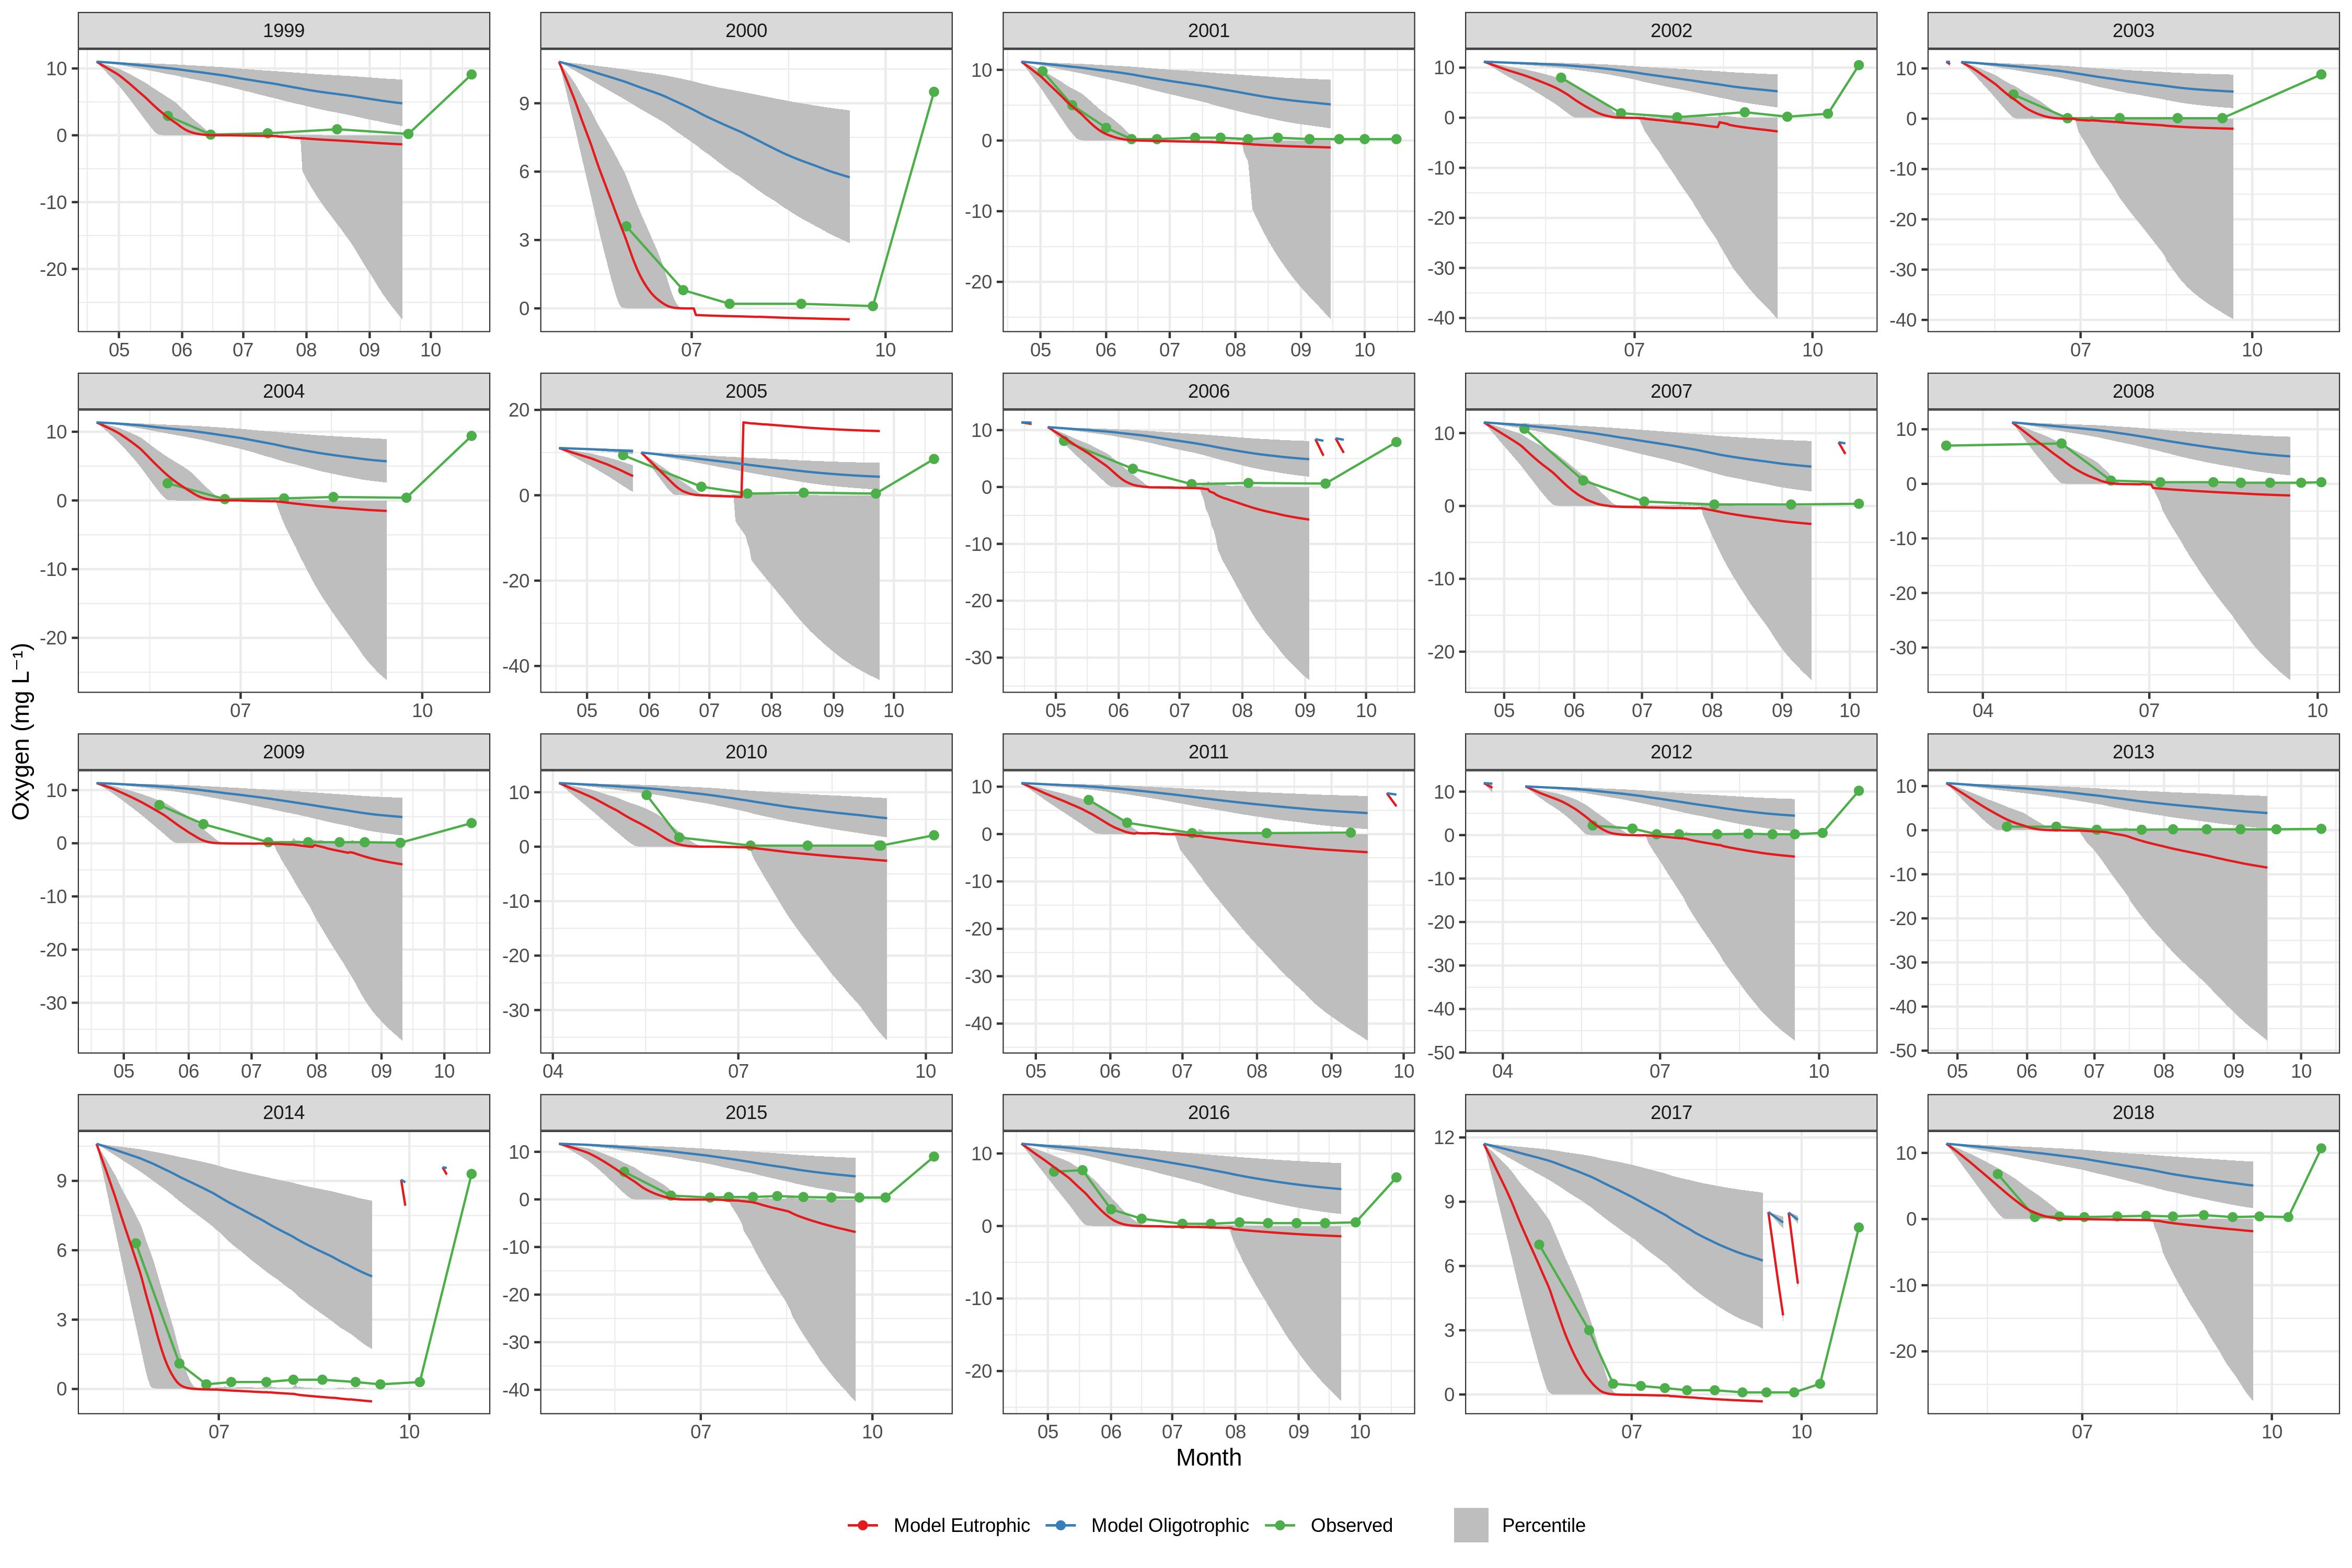 1999 2000 2001 2002 2003
10 0 -10 -20
9 6 3 0
10 0 -10 -20
10 0 -10 -20 -30 -40
10 0 -10 -20 -30 -40
05 06 07 08 09 10
07 10
05 06 07 08 09 10
07 10
07 10
2004 2005 2006 2007 2008
10 0 -10 -20
20 0 -20 -40
10 0 -10 -20 -30
10 0 -10 -20
10 0 -10 -20 -30
07 10
05 06 07 08 09 10
05 06 07 08 09 10
05 06 07 08 09 10
04 07 10
Oxygen (mg L⁻¹)
2009 2010 2011 2012 2013
10 0 -10 -20 -30
10 0 -10 -20 -30
10 0 -10 -20 -30 -40
10 0 -10 -20 -30 -40 -50
10 0 -10 -20 -30 -40 -50
05 06 07 08 09 10
04 07 10
05 06 07 08 09 10
04 07 10
05 06 07 08 09 10
2014 2015 2016 2017 2018
9 6 3 0
10 0 -10 -20 -30 -40
10 0 -10 -20
12 9 6 3 0
10 0 -10 -20
07 10
07 10
05 06 07 08 09 10
07 10
07 10
Month
Model Eutrophic Model Oligotrophic Observed Percentile